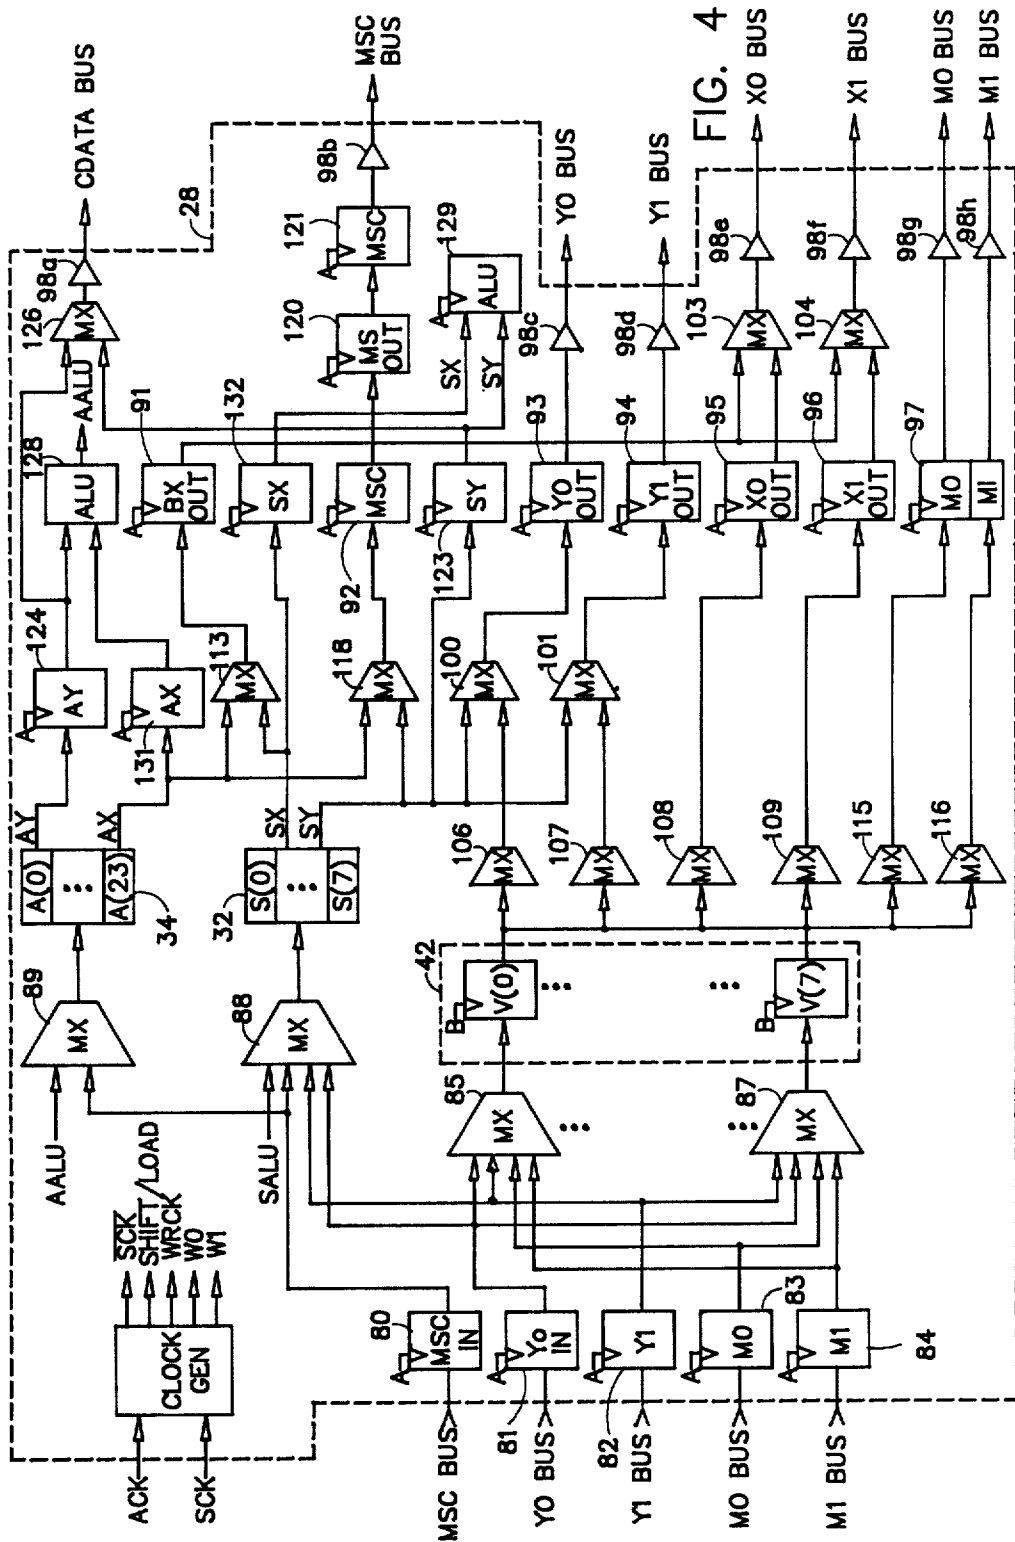 FIG. 4
ACK
SCK
CLOCK
GEN
SCK
SHIFT/LOAD
WRCK
W0
W1
MSC BUS
Y0 BUS
Y1 BUS
M0 BUS
M1 BUS
A
MSC
IN
80
A
Yo
IN
81
A
Y1
82
A
M0
83
A
M1
84
AALU
MX
89
SALU
MX
88
MX
85
MX
87
A(0)
A(23)
34
AY
AX
S(0)
S(7)
32
SX
SY
42
B
V(0)
B
V(7)
A
AY
124
A
AX
131
MX
113
MX
118
MX
100
MX
101
MX
106
MX
107
MX
108
MX
109
MX
115
MX
116
ALU
128
AALU
A
BX
OUT
91
A
SX
132
A
MSC
92
A
SY
123
A
Y0
OUT
93
A
Y1
OUT
94
A
X0
OUT
95
A
X1
OUT
96
A
M0
MI
97
MX
126
98a
CDATA BUS
28
A
MS
OUT
120
A
MSC
121
98b
MSC
BUS
A
ALU
129
SX
SY
98c
Y0 BUS
98d
Y1 BUS
MX
103
98e
X0 BUS
MX
104
98f
X1 BUS
98g
M0 BUS
98h
M1 BUS